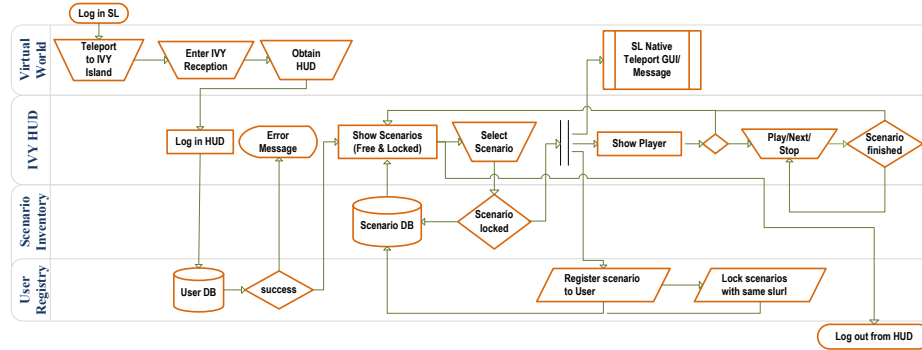 Log in SL
Virtual
World
Teleport
to IVY
Island
Enter IVY
Reception
Obtain
HUD
SL Native
Teleport GUI/
Message
IVY HUD
Log in HUD
Error
Message
Show Scenarios
(Free & Locked)
Select
Scenario
Show Player
Play/Next/
Stop
Scenario
finished
Scenario
Inventory
Scenario DB
Scenario
locked
User
Registry
User DB
success
Register scenario
to User
Lock scenarios
with same slurl
Log out from HUD